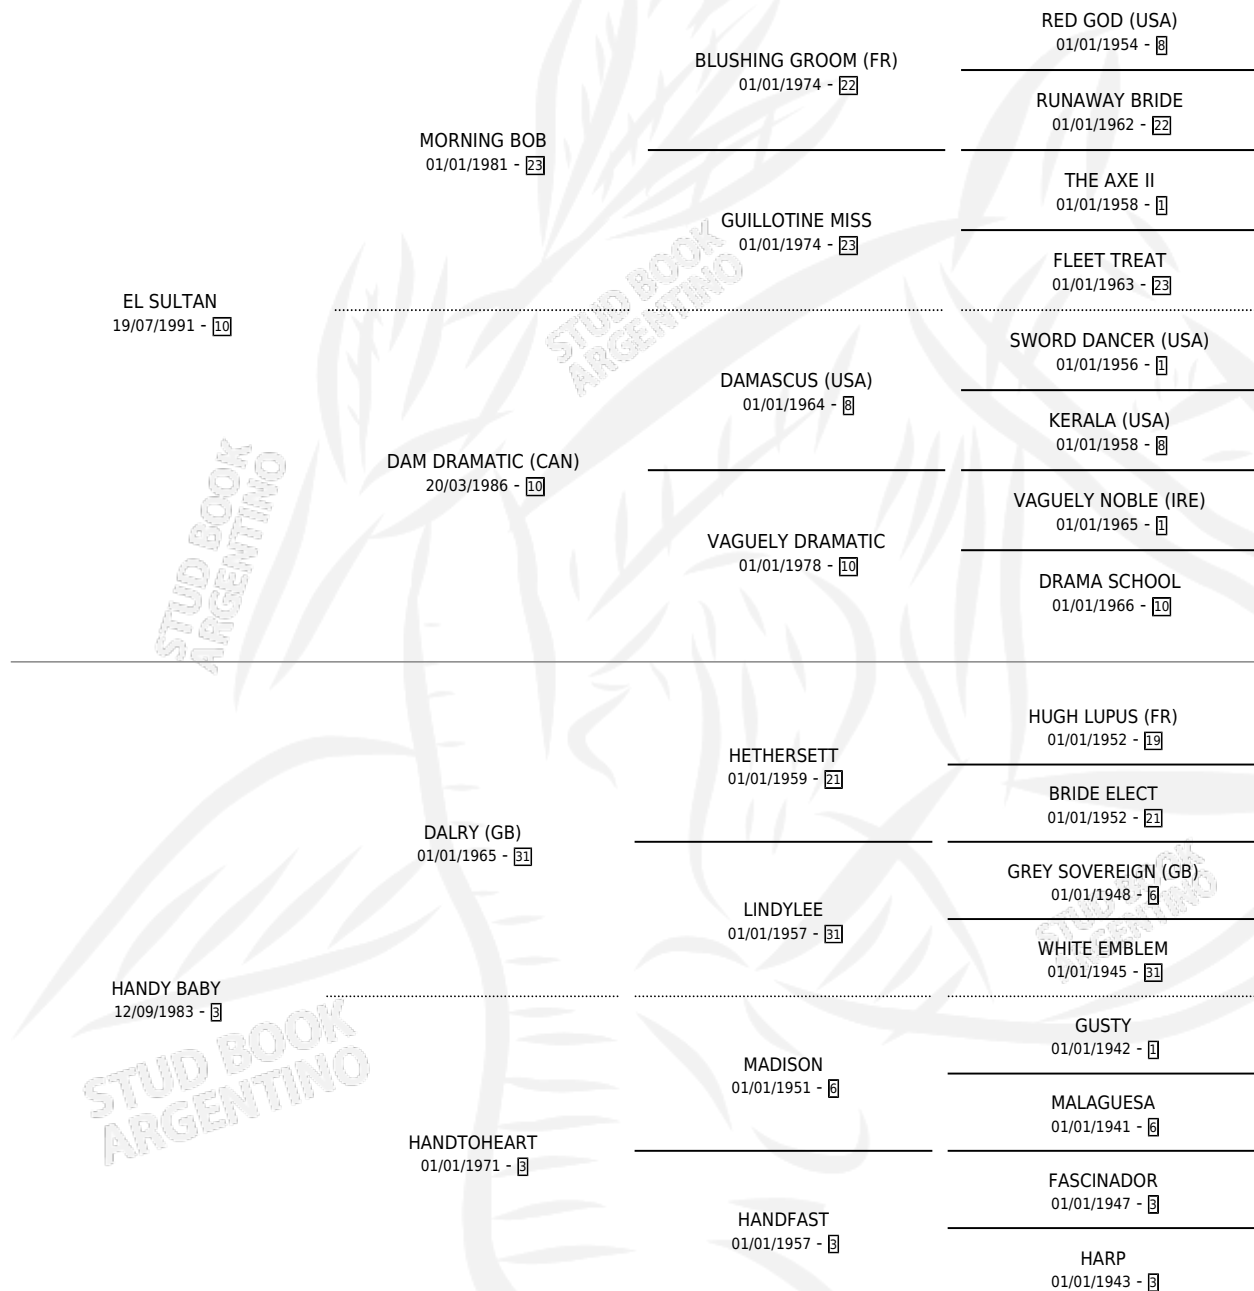 RED GOD (USA)
01/01/1954 - 8
BLUSHING GROOM (FR)
01/01/1974 - 22
RUNAWAY BRIDE
01/01/1962 - 22
MORNING BOB
01/01/1981 - 23
THE AXE II
01/01/1958 - 1
GUILLOTINE MISS
01/01/1974 - 23
FLEET TREAT
01/01/1963 - 23
EL SULTAN
19/07/1991 - 10
STUD BOOK
ARGENTINO
SWORD DANCER (USA)
01/01/1956 - 1
DAMASCUS (USA)
01/01/1964 - 8
KERALA (USA)
01/01/1958 - 8
DAM DRAMATIC (CAN)
20/03/1986 - 10
VAGUELY NOBLE (IRE)
01/01/1965 - 1
VAGUELY DRAMATIC
01/01/1978 - 10
DRAMA SCHOOL
01/01/1966 - 10
STUD BOOK
ARGENTINO
HUGH LUPUS (FR)
01/01/1952 - 19
HETHERSETT
01/01/1959 - 21
BRIDE ELECT
01/01/1952 - 21
DALRY (GB)
01/01/1965 - 31
GREY SOVEREIGN (GB)
01/01/1948 - 6
LINDYLEE
01/01/1957 - 31
WHITE EMBLEM
01/01/1945 - 31
STUD BOOK
ARGENTINO
HANDY BABY
12/09/1983 - 3
GUSTY
01/01/1942 - 1
MADISON
01/01/1951 - 6
MALAGUESA
01/01/1941 - 6
STUD BOOK
ARGENTINO
HANDTOHEART
01/01/1971 - 3
FASCINADOR
01/01/1947 - 3
HANDFAST
01/01/1957 - 3
HARP
01/01/1943 - 3